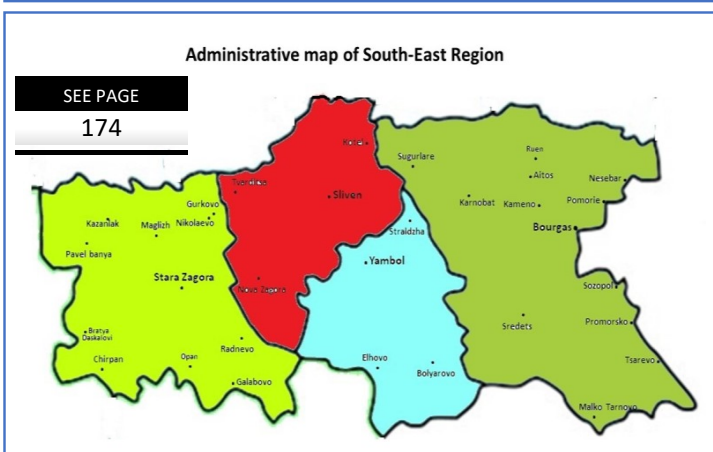 Administrative map of South-East Region
SEE PAGE
174
Kotel
Ruen
Sugurlare
Aitos
Tvarditsa
Nesebar
Sliven
Karnobat
Kameno
Pomorie
Gurkovo
Kazanlak
Maglizh
Nikolaevo
Straldzha
Bourgas
Pavel banya
Yambol
Stara Zagora
Nova Zagora
Sozopol
Sredets
Promorsko
Bratya
Daskalovi
Radnevo
Chirpan
Opan
Elhovo
Bolyarovo
Tsarevo
Galabovo
Malko Tarnovo